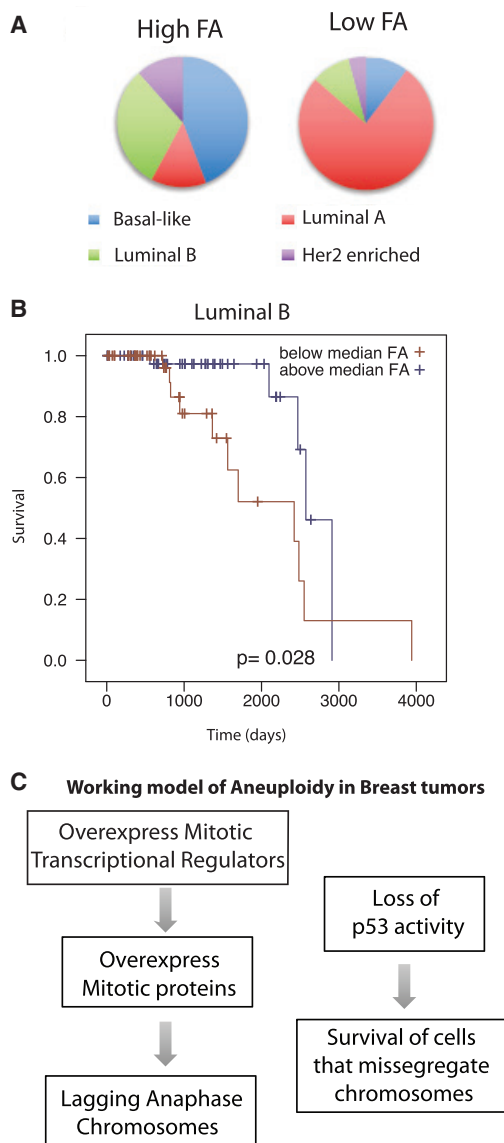 A
High FA
Low FA
Basal-like
Luminal A
Luminal B
Her2 enriched
B
Luminal B
below median FA
above median FA
1.0
0.8
0.6
0.4
0.2
0.0
Survival
p= 0.028
0 1000 2000 3000 4000
Time (days)
C
Working model of Aneuploidy in Breast tumors
Overexpress Mitotic
Transcriptional Regulators
Overexpress
Mitotic proteins
Lagging Anaphase
Chromosomes
Loss of
p53 activity
Survival of cells
that missegregate
chromosomes